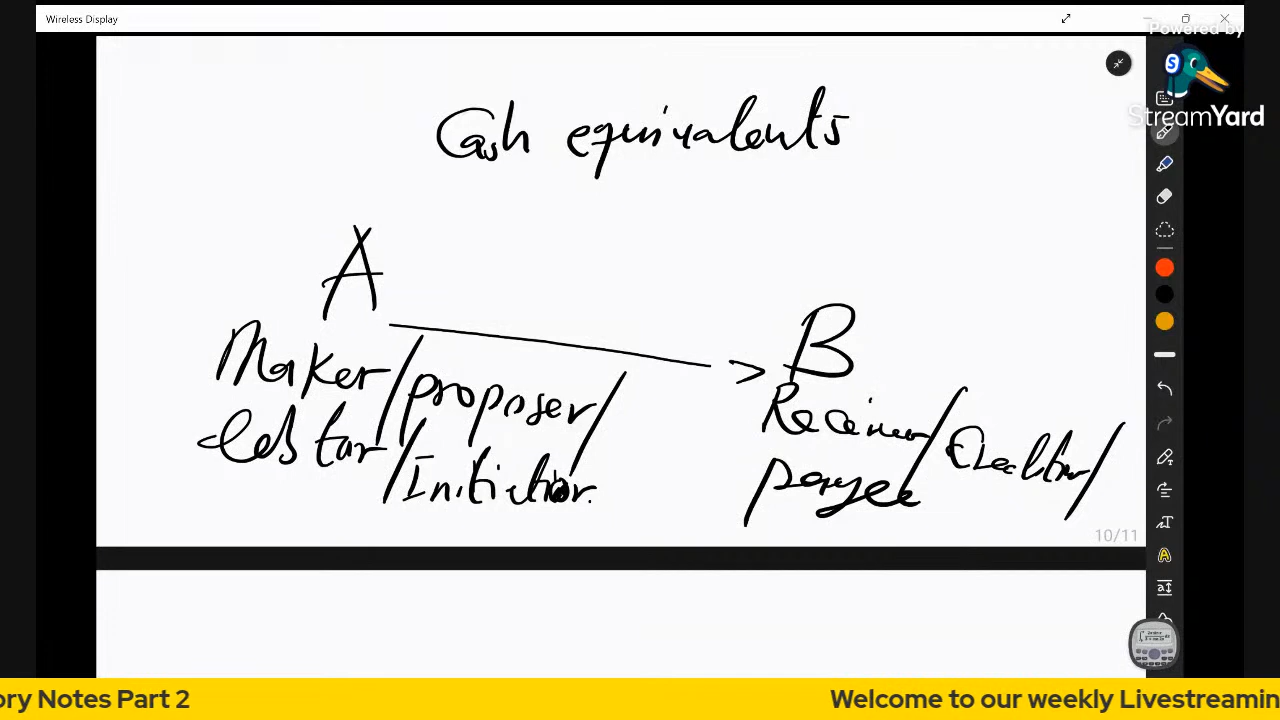 Wireless Display
Powered by
StreamYard
Cash equivalents
A
B
Maker/proposer/
debtor/Initiator.
Receiver/Creditor/
payee
10/11
ory Notes Part 2
Welcome to our weekly Livestreamin